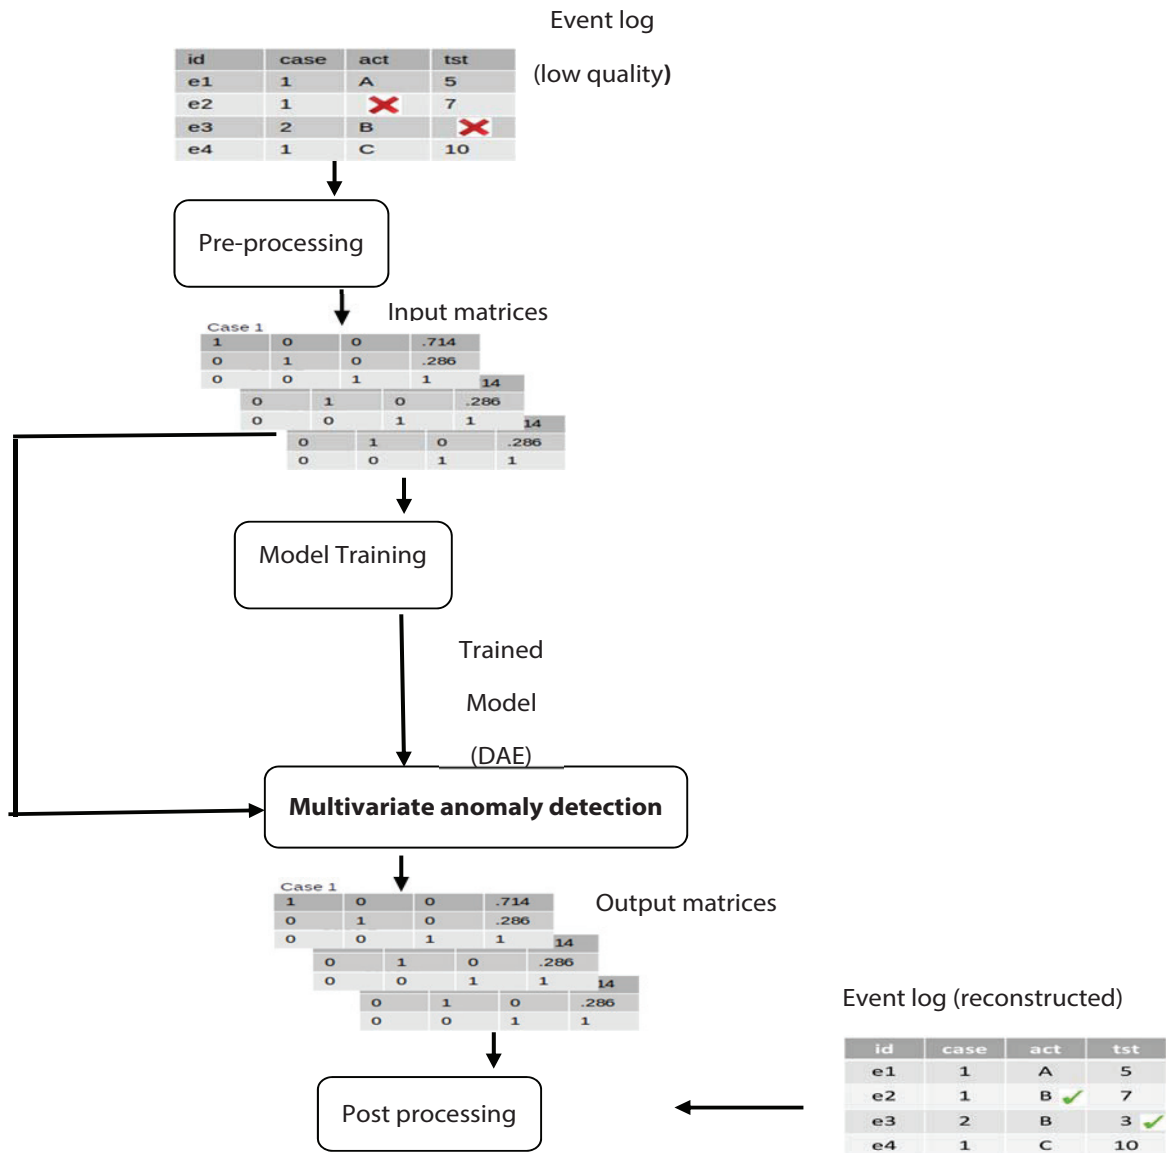 Event log
(low quality)
id case act tst
e1 1 A 5
e2 1 7
e3 2 B
e4 1 C 10
Pre-processing
Input matrices
Case 1
1 0 0 .714
0 1 0 .286
0 0 1 1 14
0 1 0 .286
0 0 1 1 14
0 1 0 .286
0 0 1 1
Model Training
Trained
Model
(DAE)
Multivariate anomaly detection
Case 1
Output matrices
1 0 0 .714
0 1 0 .286
0 0 1 1 14
0 1 0 .286
0 0 1 1 14
0 1 0 .286
0 0 1 1
Post processing
Event log (reconstructed)
id case act tst
e1 1 A 5
e2 1 B 7
e3 2 B 3
e4 1 C 10